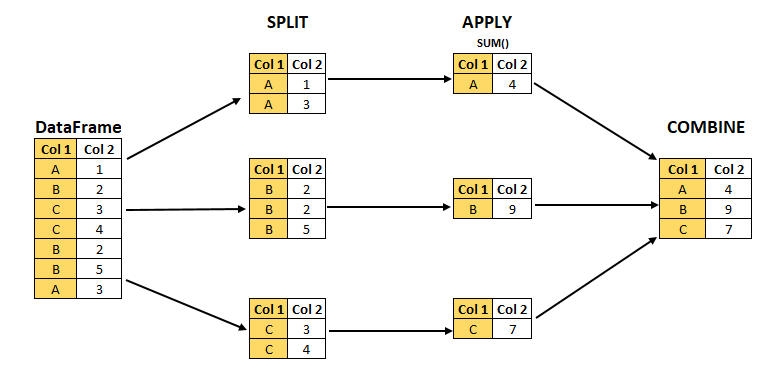 SPLIT
APPLY
SUM()
Col 1 Col 2
A 1
A 3
Col 1 Col 2
A 4
DataFrame
Col 1 Col 2
A 1
B 2
C 3
C 4
B 2
B 5
A 3
Col 1 Col 2
B 2
B 2
B 5
Col 1 Col 2
B 9
COMBINE
Col 1 Col 2
A 4
B 9
C 7
Col 1 Col 2
C 3
C 4
Col 1 Col 2
C 7